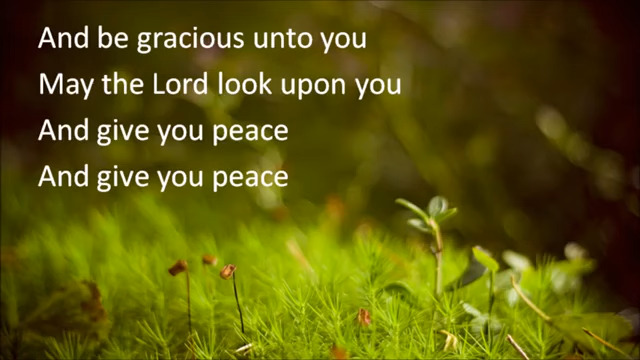 And be gracious unto you
May the Lord look upon you
And give you peace
And give you peace